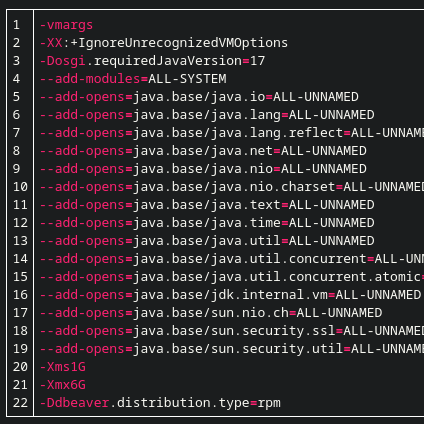 1 -vmargs
2 -XX:+IgnoreUnrecognizedVMOptions
3 -Dosgi.requiredJavaVersion=17
4 --add-modules=ALL-SYSTEM
5 --add-opens=java.base/java.io=ALL-UNNAMED
6 --add-opens=java.base/java.lang=ALL-UNNAMED
7 --add-opens=java.base/java.lang.reflect=ALL-UNNAME
8 --add-opens=java.base/java.net=ALL-UNNAMED
9 --add-opens=java.base/java.nio=ALL-UNNAMED
10 --add-opens=java.base/java.nio.charset=ALL-UNNAMED
11 --add-opens=java.base/java.text=ALL-UNNAMED
12 --add-opens=java.base/java.time=ALL-UNNAMED
13 --add-opens=java.base/java.util=ALL-UNNAMED
14 --add-opens=java.base/java.util.concurrent=ALL-UNN
15 --add-opens=java.base/java.util.concurrent.atomic=
16 --add-opens=java.base/jdk.internal.vm=ALL-UNNAMED
17 --add-opens=java.base/sun.nio.ch=ALL-UNNAMED
18 --add-opens=java.base/sun.security.ssl=ALL-UNNAMED
19 --add-opens=java.base/sun.security.util=ALL-UNNAM
20 -Xms1G
21 -Xmx6G
22 -Ddbeaver.distribution.type=rpm